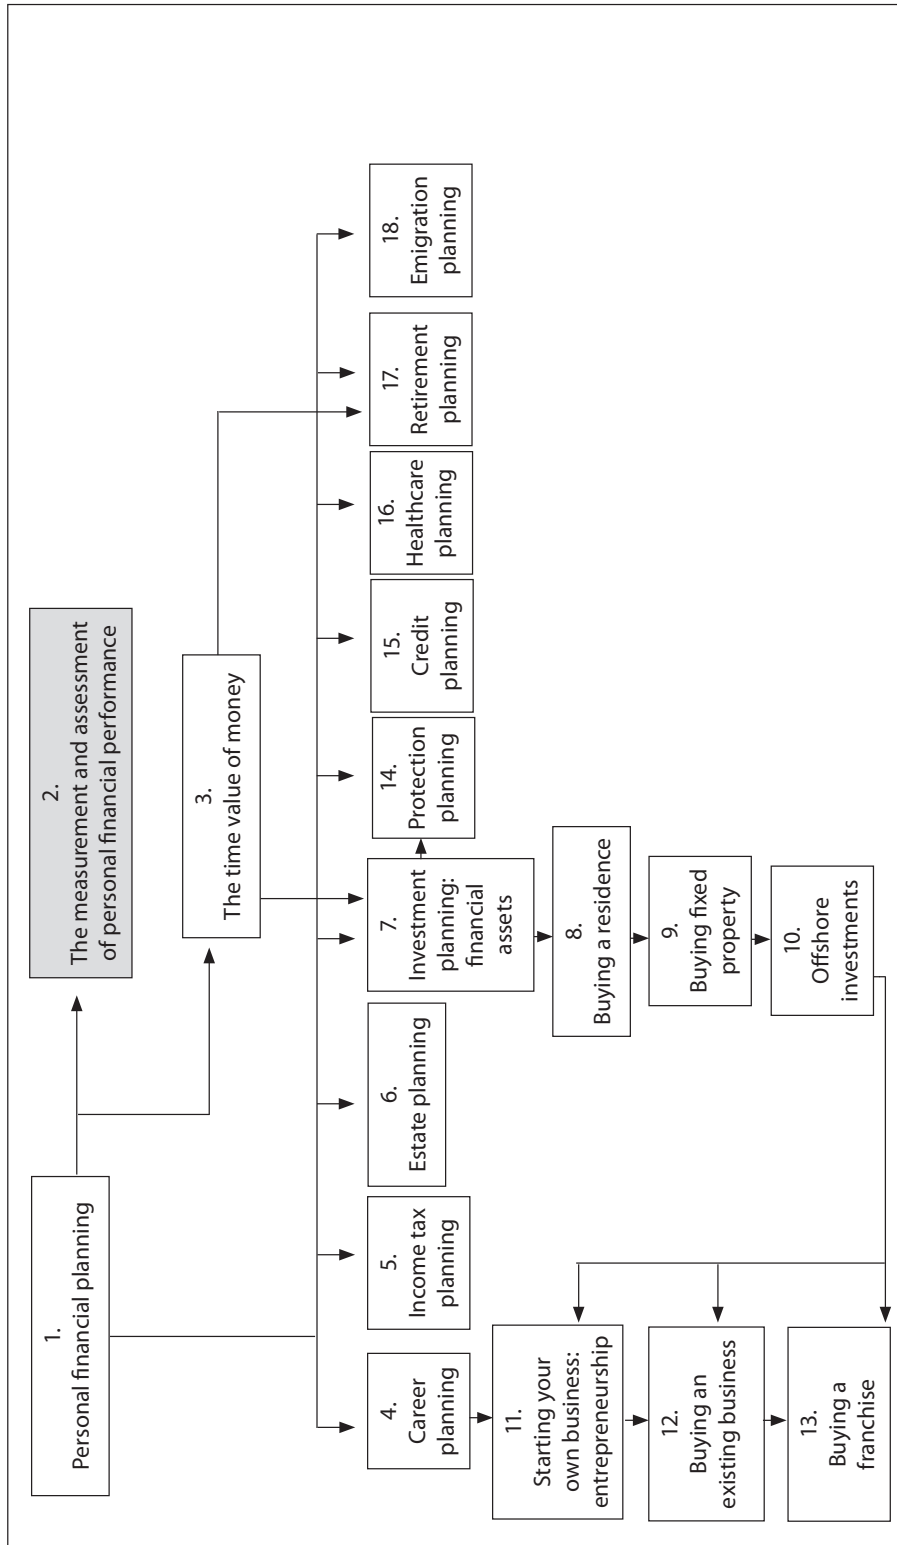 1.
Personal financial planning
2.
The measurement and assessment
of personal financial performance
3.
The time value of money
4.
Career
planning
5.
Income tax
planning
6.
Estate planning
7.
Investment
planning:
financial
assets
14.
Protection
planning
15.
Credit
planning
16.
Healthcare
planning
17.
Retirement
planning
18.
Emigration
planning
11.
Starting your
own business:
entrepreneurship
8.
Buying a residence
12.
Buying an
existing business
9.
Buying fixed
property
13.
Buying a
franchise
10.
Offshore
investments